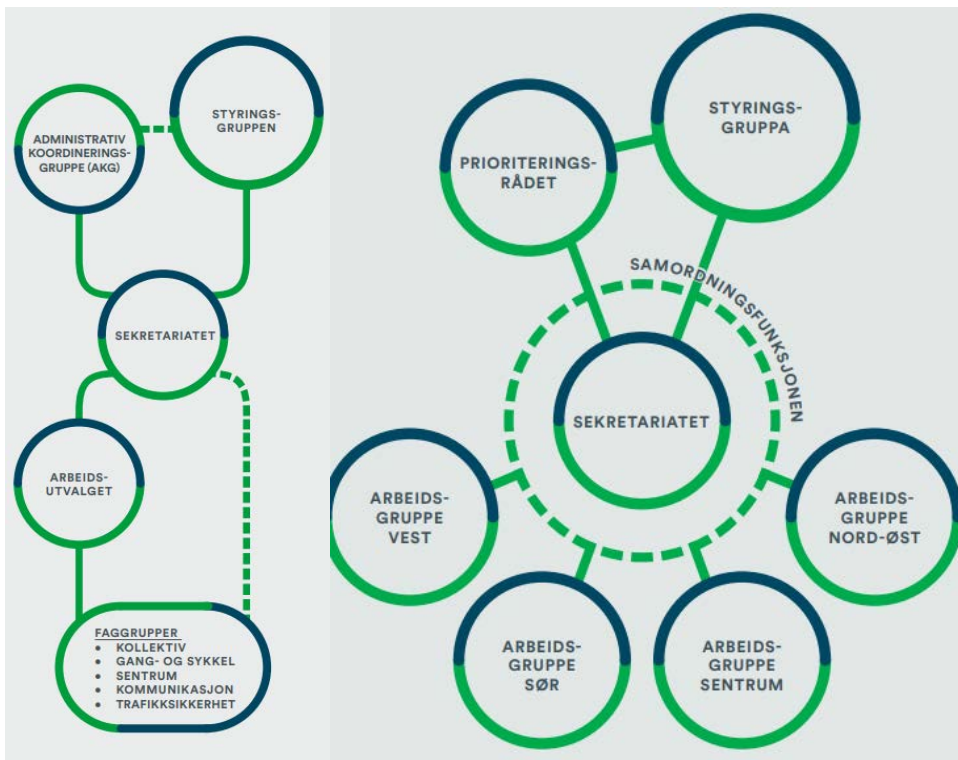 STYRINGS-
GRUPPEN
ADMINISTRATIV
KOORDINERINGS-
GRUPPE (AKG)
SEKRETARIATET
ARBEIDS-
UTVALGET
FAGGRUPPER
• KOLLEKTIV
• GANG- OG SYKKEL
• SENTRUM
• KOMMUNIKASJON
• TRAFIKKSIKKERHET
STYRINGS-
GRUPPA
PRIORITERINGS-
RÅDET
SAMORDNINGSFUNKSJONEN
SEKRETARIATET
ARBEIDS-
GRUPPE
VEST
ARBEIDS-
GRUPPE
NORD-ØST
ARBEIDS-
GRUPPE
SØR
ARBEIDS-
GRUPPE
SENTRUM